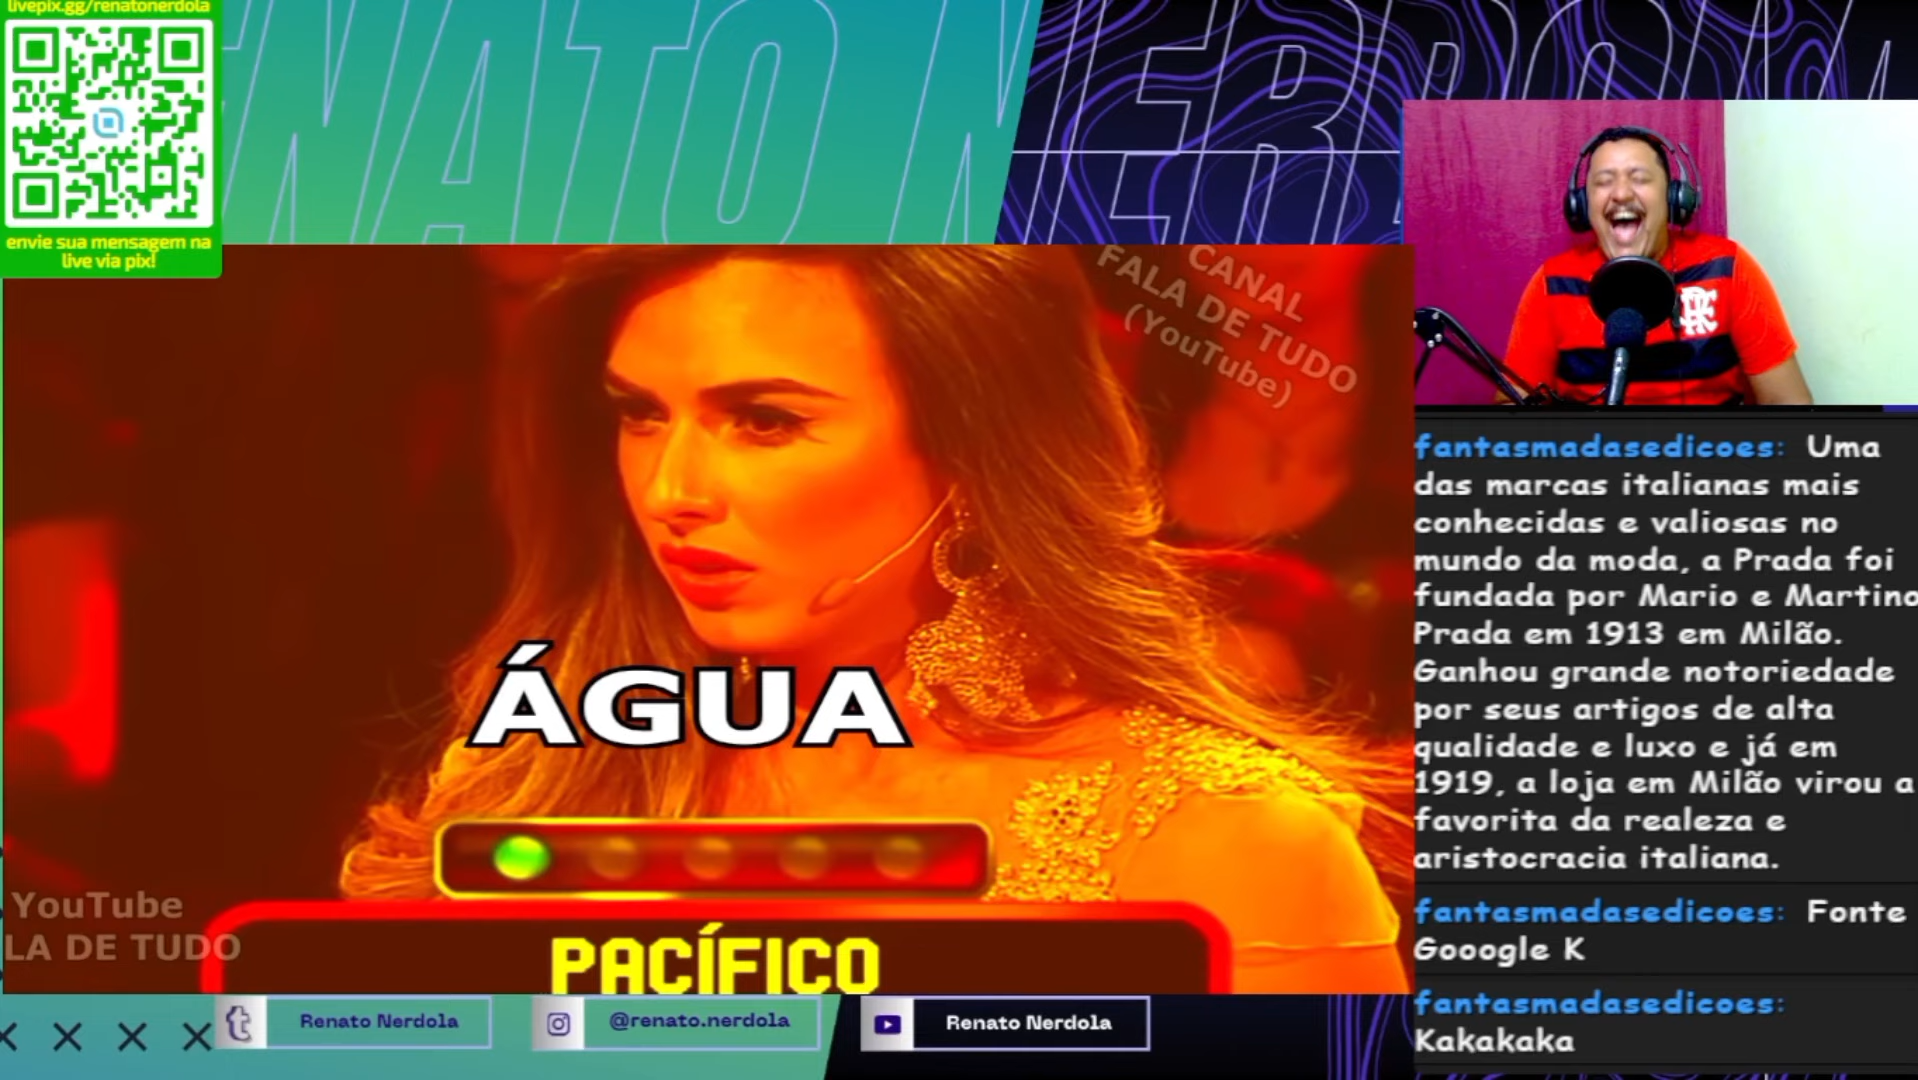 livepix.gg/renatonerdola
envie sua mensagem na
live via pix!
CANAL
FALA DE TUDO
(YouTube)
ÁGUA
PACÍFICO
YouTube
LA DE TUDO
Renato Nerdola
@renato.nerdola
Renato Nerdola
fantasmadasedicoes: Uma
das marcas italianas mais
conhecidas e valiosas no
mundo da moda, a Prada foi
fundada por Mario e Martino
Prada em 1913 em Milão.
Ganhou grande notoriedade
por seus artigos de alta
qualidade e luxo e já em
1919, a loja em Milão virou a
favorita da realeza e
aristocracia italiana.
fantasmadasedicoes: Fonte
Gooogle K
fantasmadasedicoes:
Kakakaka